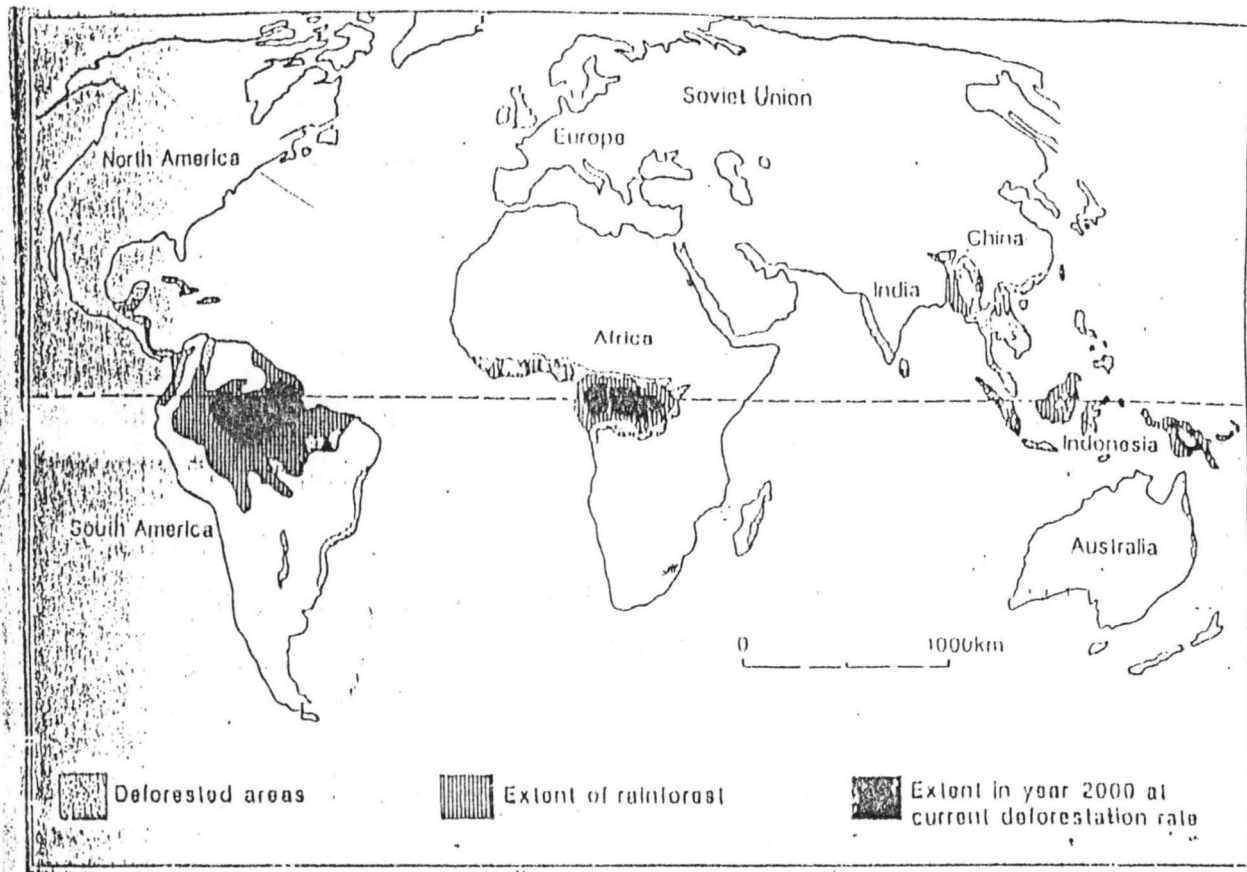 Soviet Union
Europe
North America
China
India
Africa
Indonesia
South America
Australia
0 1000km
Deforested areas
Extent of rainforest
Extent in year 2000 at
current deforestation rate